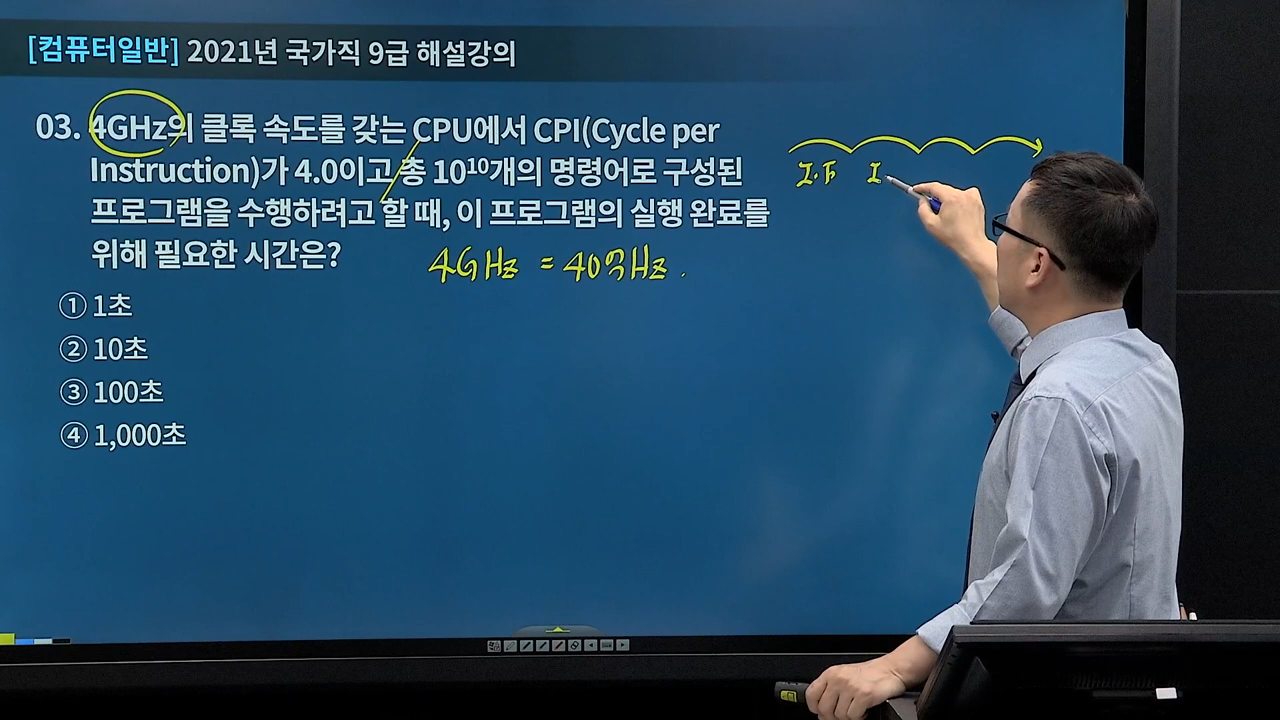 [컴퓨터일반] 2021년 국가직 9급 해설강의
03. 4GHz의 클록 속도를 갖는 CPU에서 CPI(Cycle per
Instruction)가 4.0이고 총 10¹⁰개의 명령어로 구성된
프로그램을 수행하려고 할 때, 이 프로그램의 실행 완료를
위해 필요한 시간은?
4GHz = 40억Hz.
① 1초
② 10초
③ 100초
④ 1,000초
I.F I